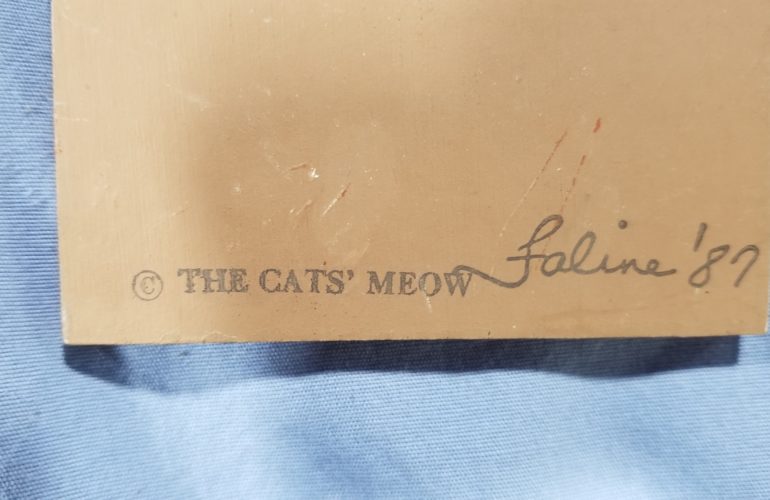 © THE CATS' MEOW Faline '87